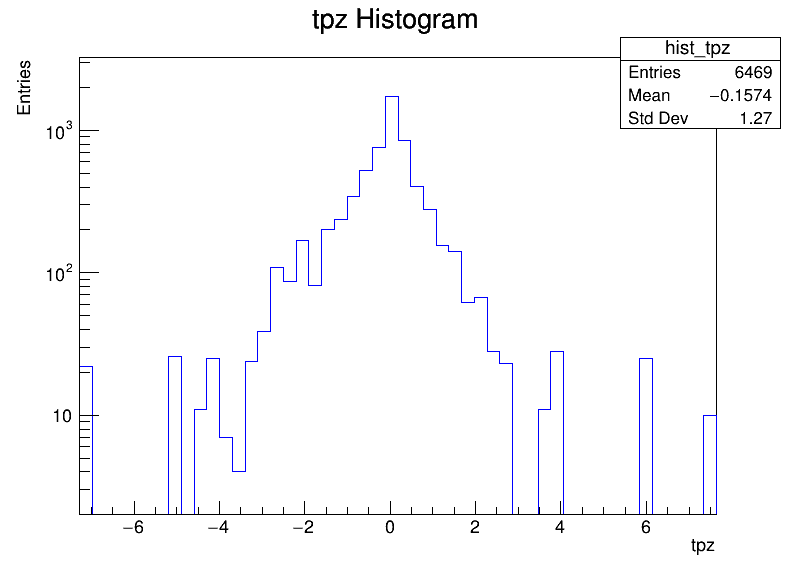 tpz Histogram
hist_tpz
Entries 6469
Mean −0.1574
Std Dev 1.27
Entries
10³
10²
10
−6 −4 −2 0 2 4 6
tpz